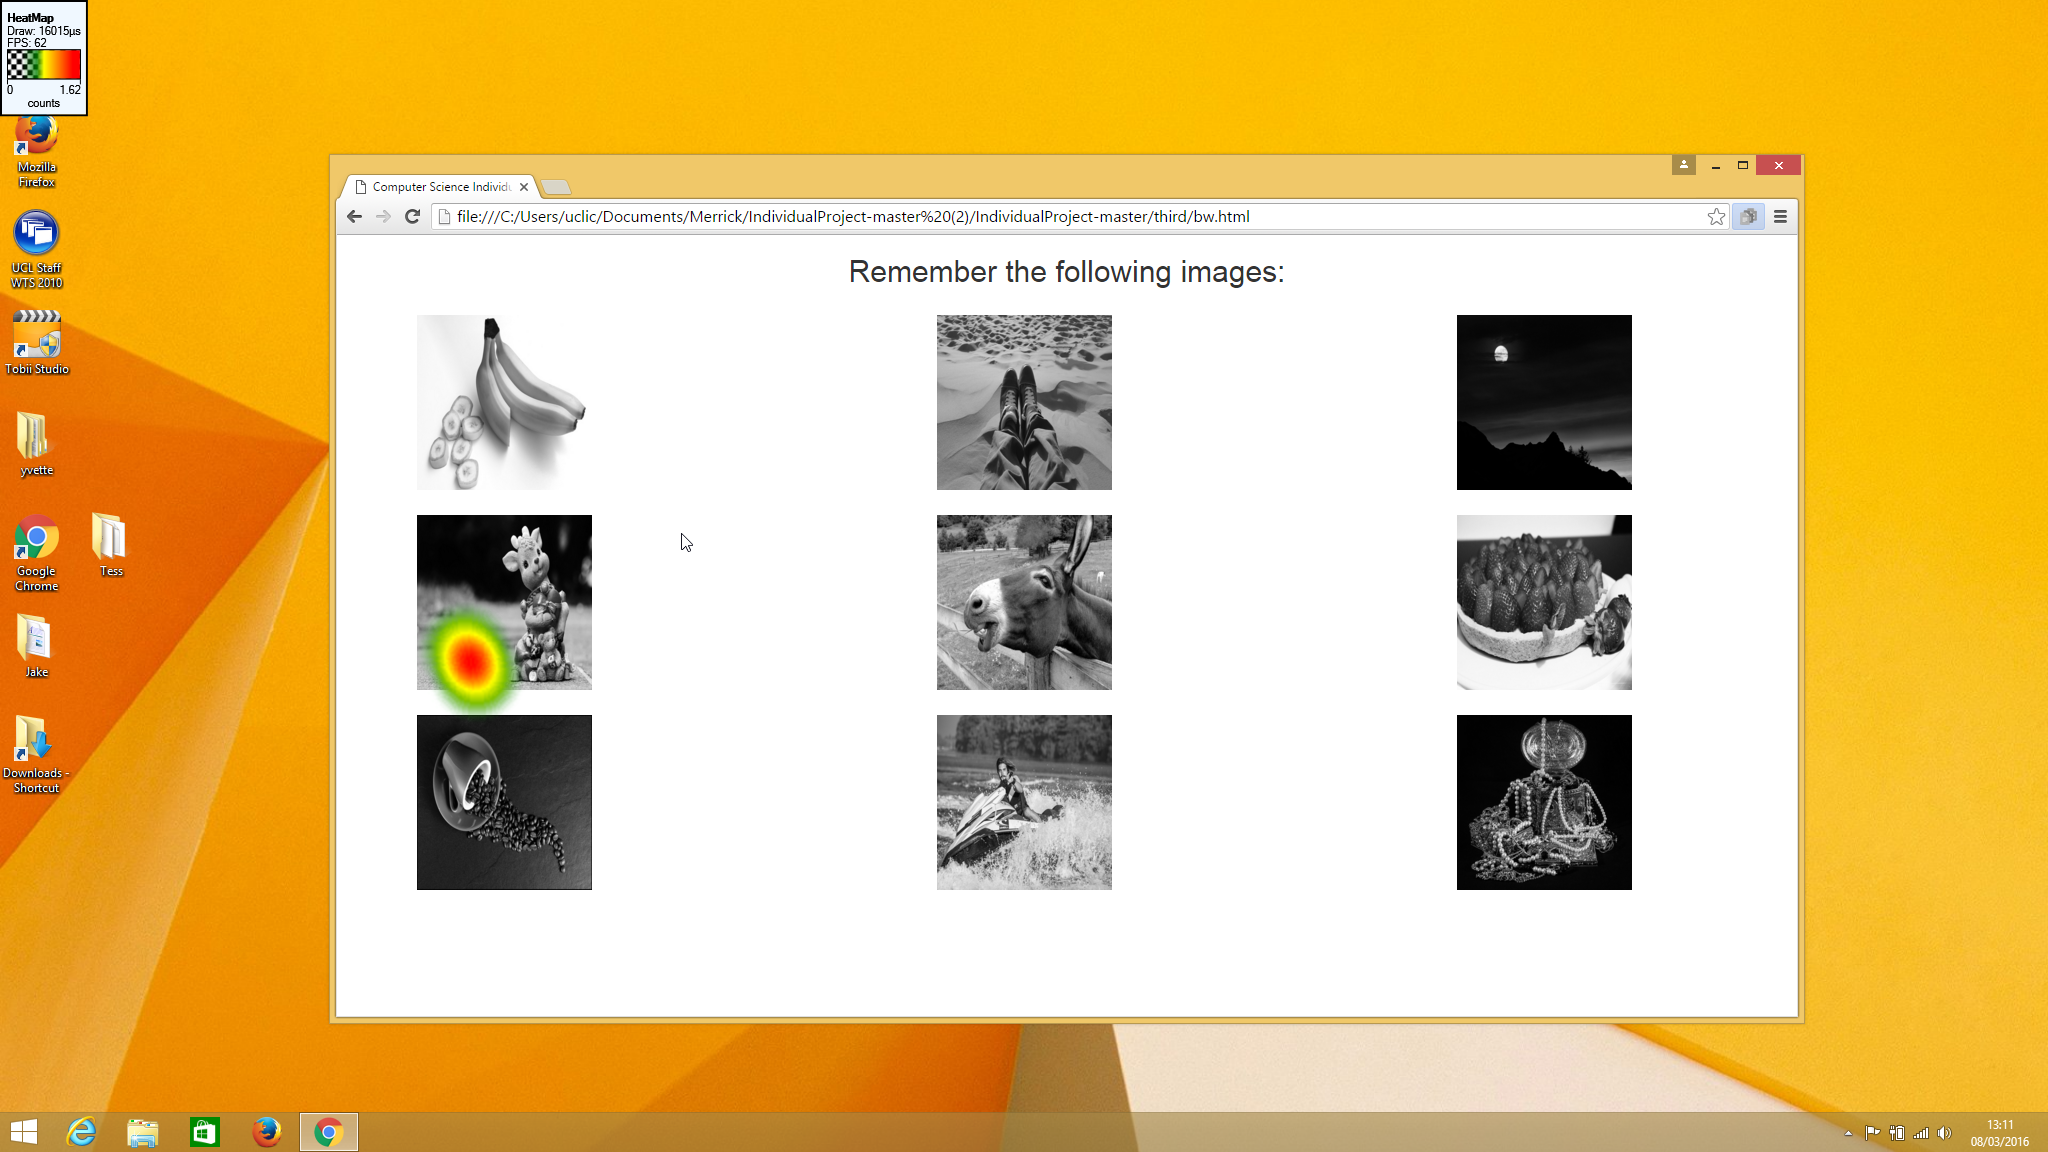 HeatMap
Draw: 16015µs
FPS: 62
0 1.62
counts
Mozilla
Firefox
UCL Staff
WTS 2010
Tobii Studio
yvette
Google
Chrome
Tess
Jake
Downloads -
Shortcut
Computer Science Individu
file:///C:/Users/uclic/Documents/Merrick/IndividualProject-master%20(2)/IndividualProject-master/third/bw.html
Remember the following images:
13:11
08/03/2016